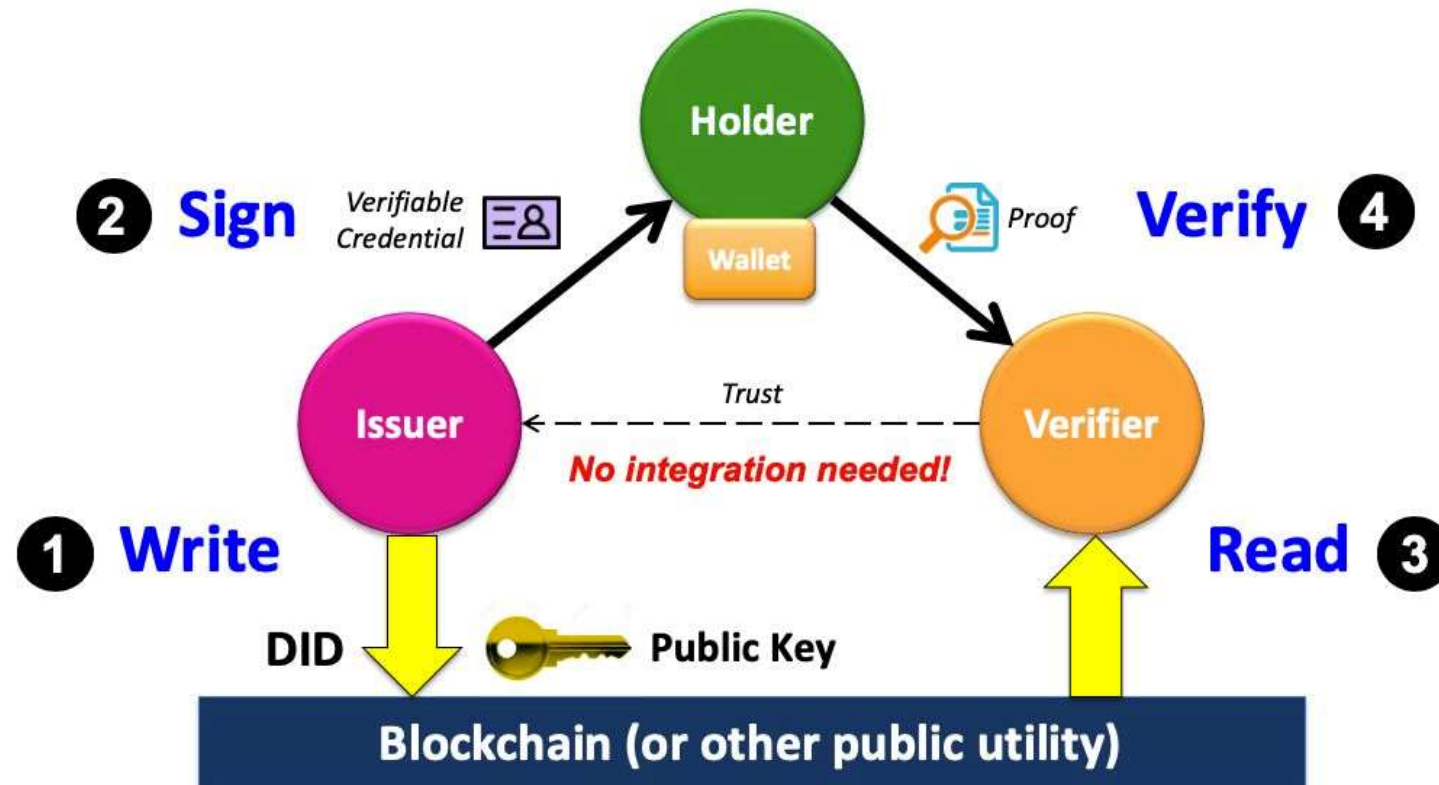 Holder
Wallet
2 Sign
Verifiable
Credential
Proof
Verify 4
Issuer
Trust
No integration needed!
Verifier
1 Write
Read 3
DID
Public Key
Blockchain (or other public utility)